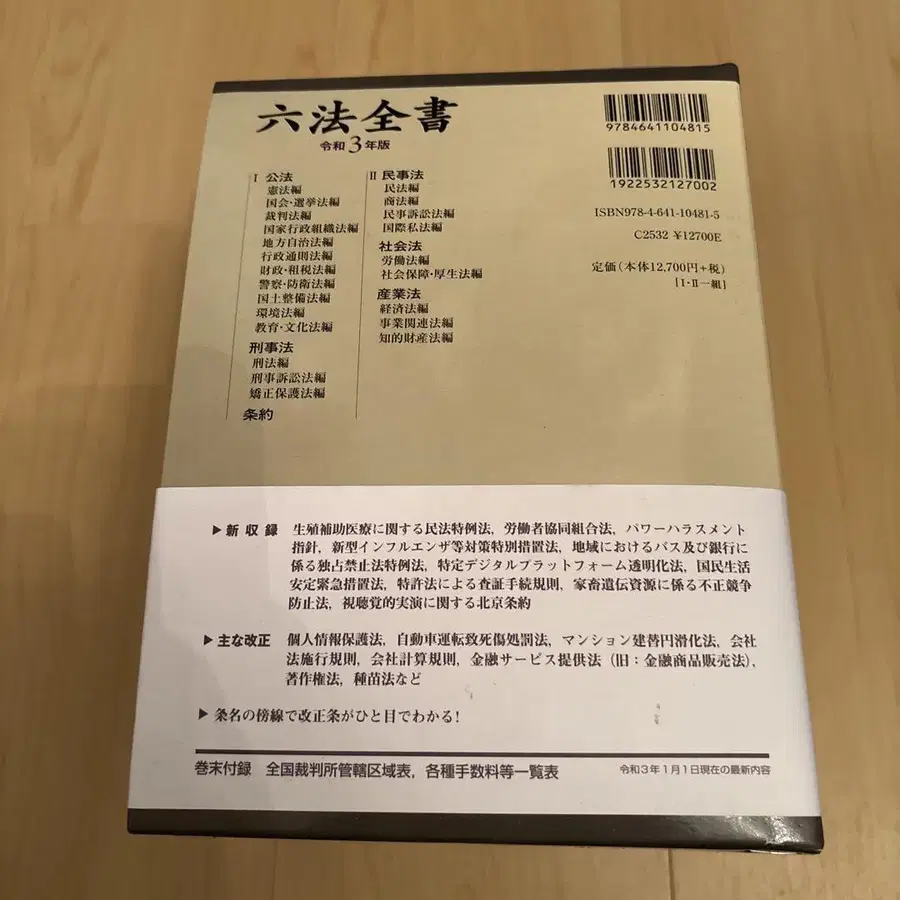 六法全書
令和3年版
Ⅰ 公法
憲法編
国会・選挙法編
裁判法編
国家行政組織法編
地方自治法編
行政通則法編
財政・租税法編
警察・防衛法編
国土整備法編
環境法編
教育・文化法編
刑事法
刑法編
刑事訴訟法編
矯正保護法編
条約
Ⅱ 民事法
民法編
商法編
民事訴訟法編
国際私法編
社会法
労働法編
社会保障・厚生法編
産業法
経済法編
事業関連法編
知的財産法編
9784641104815
1922532127002
ISBN978-4-641-10481-5
C2532 ¥12700E
定価(本体12,700円+税)
[Ⅰ・Ⅱ一組]
▶新収録 生殖補助医療に関する民法特例法,労働者協同組合法,パワーハラスメント
指針,新型インフルエンザ等対策特別措置法,地域におけるバス及び銀行に
係る独占禁止法特例法,特定デジタルプラットフォーム透明化法,国民生活
安定緊急措置法,特許法による査証手続規則,家畜遺伝資源に係る不正競争
防止法,視聴覚的実演に関する北京条約
▶主な改正 個人情報保護法,自動車運転致死傷処罰法,マンション建替円滑化法,会社
法施行規則,会社計算規則,金融サービス提供法(旧:金融商品販売法),
著作権法,種苗法など
▶条名の傍線で改正条がひと目でわかる!
巻末付録 全国裁判所管轄区域表,各種手数料等一覧表
令和3年1月1日現在の最新内容